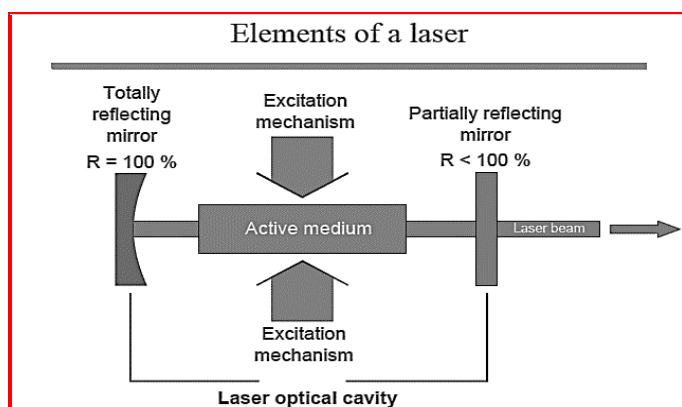 Elements of a laser
Totally
reflecting
mirror
R = 100 %
Excitation
mechanism
Partially reflecting
mirror
R < 100 %
Active medium
Laser beam
Excitation
mechanism
Laser optical cavity